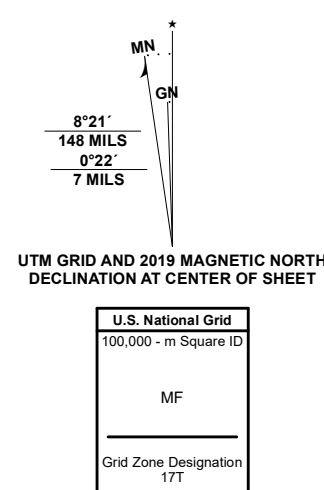 ★
MN
GN
8°21´
148 MILS
0°22´
7 MILS
UTM GRID AND 2019 MAGNETIC NORTH
DECLINATION AT CENTER OF SHEET
U.S. National Grid
100,000 - m Square ID
MF
Grid Zone Designation
17T